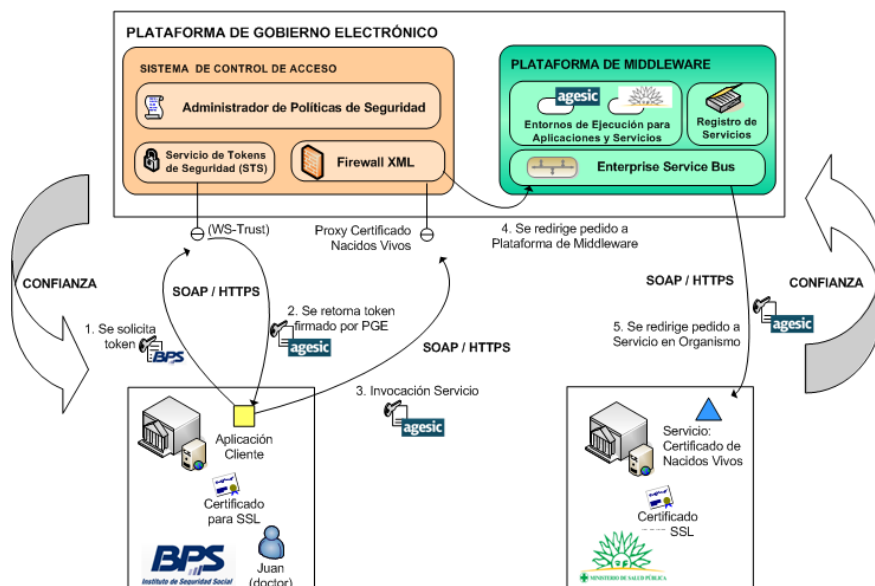 PLATAFORMA DE GOBIERNO ELECTRÓNICO
SISTEMA DE CONTROL DE ACCESO
Administrador de Políticas de Seguridad
Servicio de Tokens
de Seguridad (STS)
Firewall XML
PLATAFORMA DE MIDDLEWARE
agesic
Entornos de Ejecución para
Aplicaciones y Servicios
Registro de
Servicios
Enterprise Service Bus
(WS-Trust)
Proxy Certificado
Nacidos Vivos
4. Se redirige pedido a
Plataforma de Middleware
CONFIANZA
SOAP / HTTPS
SOAP / HTTPS
CONFIANZA
1. Se solicita
token
BPS
2. Se retorna token
firmado por PGE
agesic
SOAP / HTTPS
agesic
5. Se redirige pedido a
Servicio en Organismo
3. Invocación Servicio
agesic
Aplicación
Cliente
Certificado
para SSL
BPS
Instituto de Seguridad Social
Juan
(doctor)
Servicio:
Certificado de
Nacidos Vivos
Certificado
SSL
MINISTERIO DE SALUD PÚBLICA